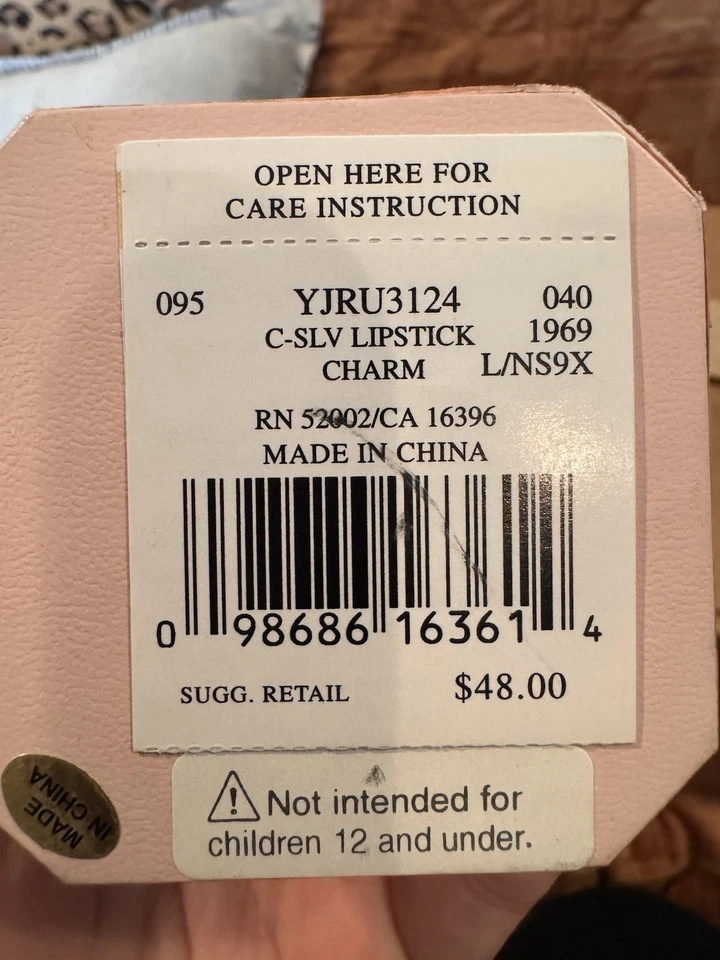 OPEN HERE FOR
CARE INSTRUCTION
095 YJRU3124 040
C-SLV LIPSTICK 1969
CHARM L/NS9X
RN 52002/CA 16396
MADE IN CHINA
0 98686 16361 4
SUGG. RETAIL $48.00
Not intended for
children 12 and under.
MADE
IN CHINA